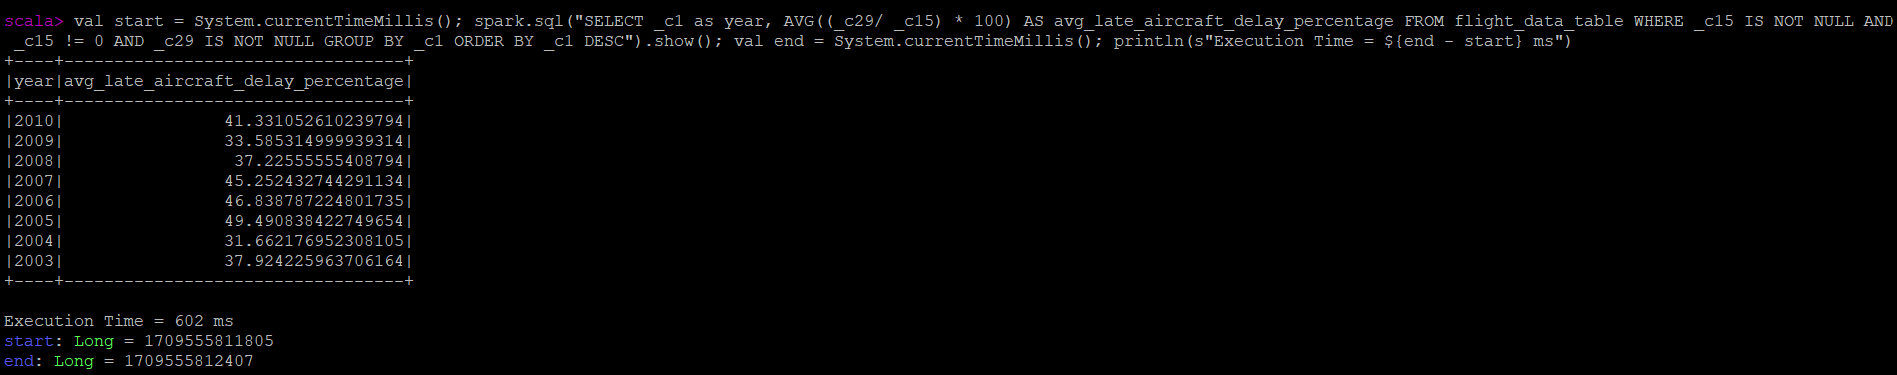 scala> val start = System.currentTimeMillis(); spark.sql("SELECT _c1 as year, AVG((_c29/ _c15) * 100) AS avg_late_aircraft_delay_percentage FROM flight_data_table WHERE _c15 IS NOT NULL AND
_c15 != 0 AND _c29 IS NOT NULL GROUP BY _c1 ORDER BY _c1 DESC").show(); val end = System.currentTimeMillis(); println(s"Execution Time = ${end - start} ms")
+----+----------------------------------+
|year|avg_late_aircraft_delay_percentage|
+----+----------------------------------+
|2010|                41.331052610239794|
|2009|                33.585314999939314|
|2008|                 37.22555555408794|
|2007|                45.252432744291134|
|2006|                46.838787224801735|
|2005|                49.490838422749654|
|2004|                31.662176952308105|
|2003|                37.924225963706164|
+----+----------------------------------+
Execution Time = 602 ms
start: Long = 1709555811805
end: Long = 1709555812407